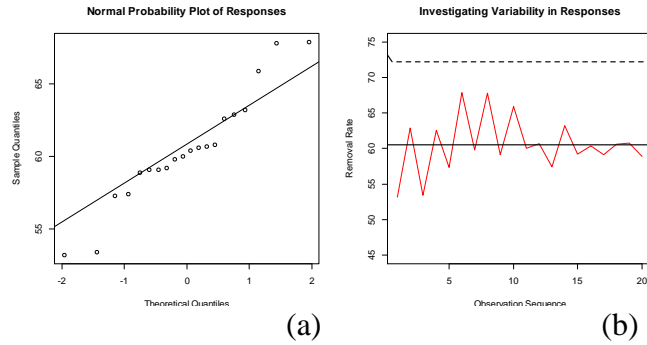 Normal Probability Plot of Responses
Sample Quantiles
65
60
55
-2 -1 0 1 2
Theoretical Quantiles
(a)
Investigating Variability in Responses
Removal Rate
75
70
65
60
55
50
45
5 10 15 20
Observation Sequence
(b)